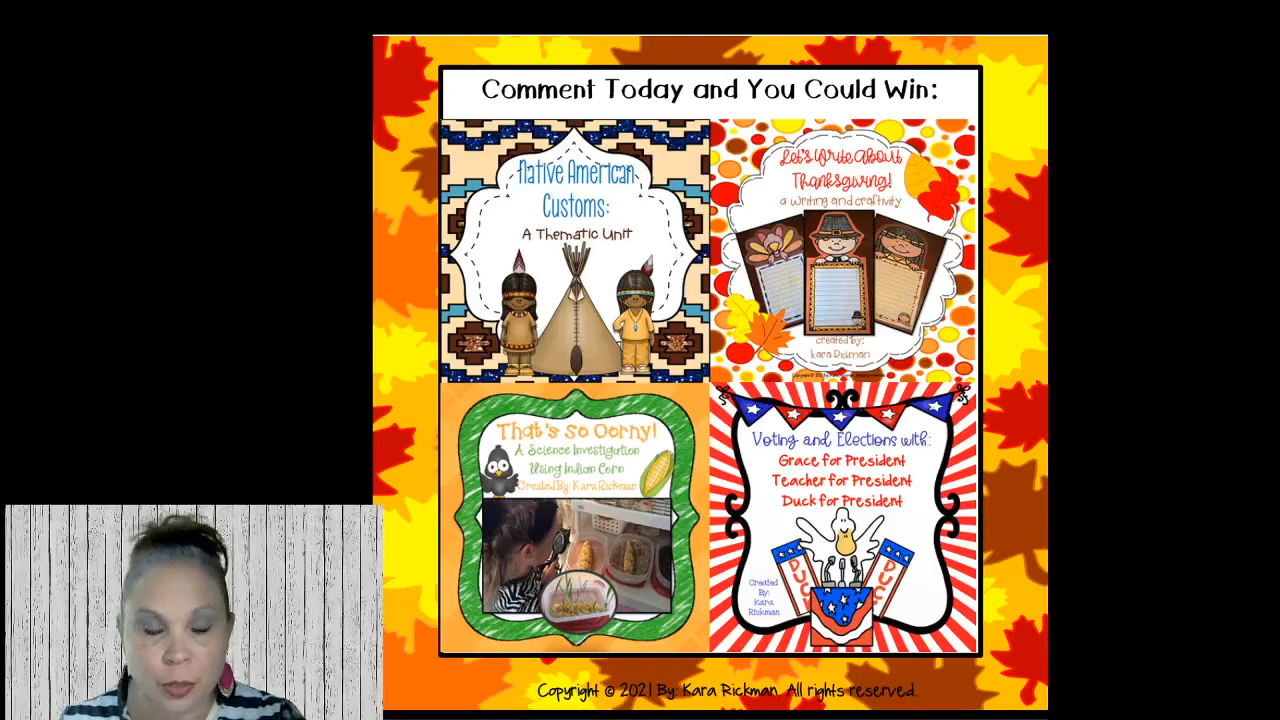 Comment Today and You Could Win:
Native American
Customs:
A Thematic Unit
Let's Write About
Thanksgiving!
a writing and craftivity
created by:
Kara Rickman
That's So Corny!
A Science Investigation
Using Indian Corn
Created By: Kara Rickman
Voting and Elections with:
Grace for President
Teacher for President
Duck for President
DUCK
DUCK
Created
By:
Kara
Rickman
Copyright © 2021 By: Kara Rickman All rights reserved.